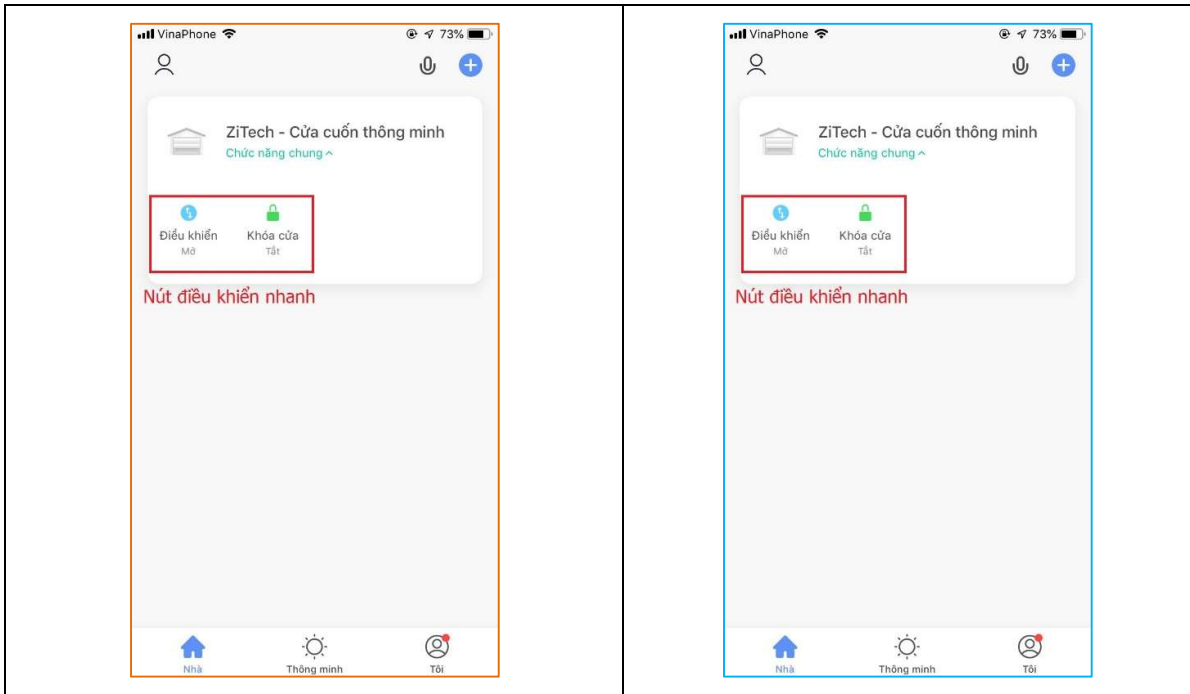 VinaPhone 73%
ZiTech - Cửa cuốn thông minh
Chức năng chung
Điều khiển Khóa cửa
Mở Tắt
Nút điều khiển nhanh
Nhà Thông minh Tôi
VinaPhone 73%
ZiTech - Cửa cuốn thông minh
Chức năng chung
Điều khiển Khóa cửa
Mở Tắt
Nút điều khiển nhanh
Nhà Thông minh Tôi